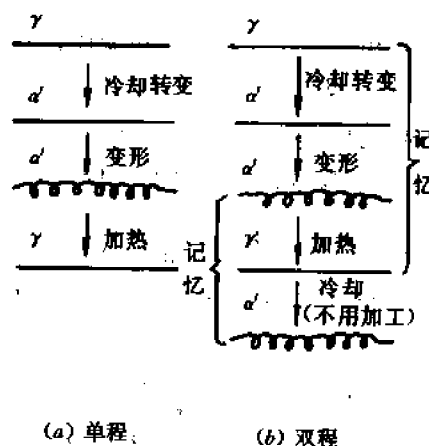 γ
冷却转变
α'
α' 变形
γ 加热
(a) 单程
γ
冷却转变
α'
α' 变形
γ 加热
冷却
α' (不用加工)
记忆
记忆
(b) 双程